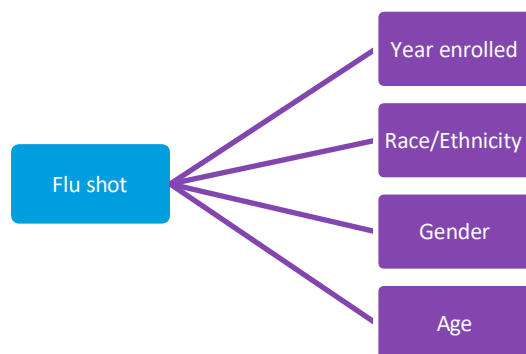 Year enrolled
Race/Ethnicity
Flu shot
Gender
Age